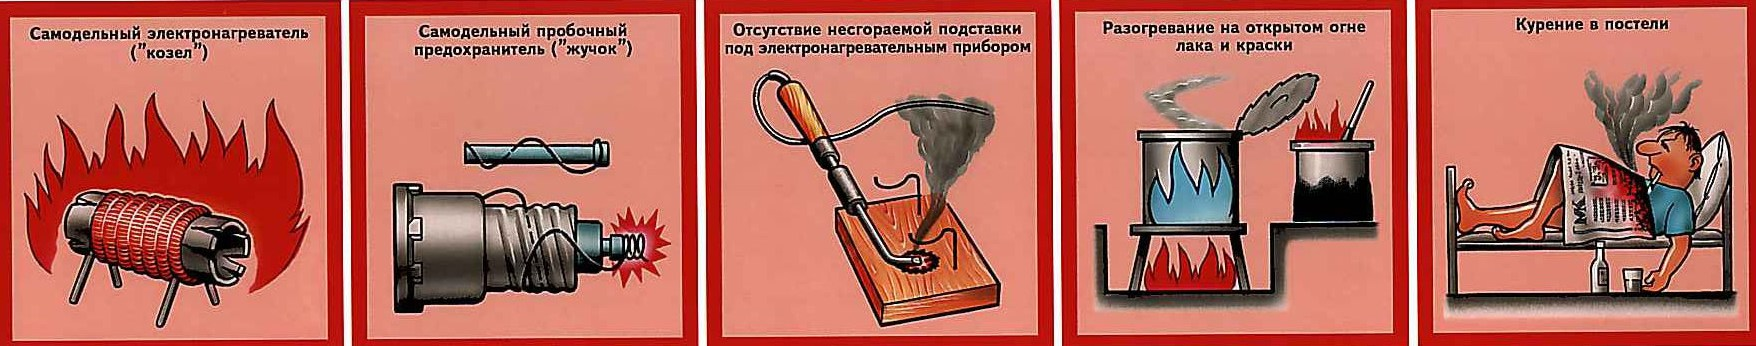 Самодельный электронагреватель
("козел")
Самодельный пробочный
предохранитель ("жучок")
Отсутствие несгораемой подставки
под электронагревательным прибором
Разогревание на открытом огне
лака и краски
Курение в постели
МК